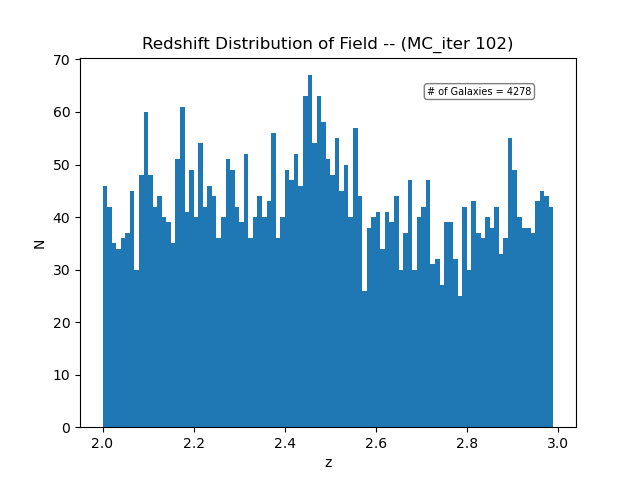 Redshift Distribution of Field -- (MC_iter 102)
# of Galaxies = 4278
N
70
60
50
40
30
20
10
0
2.0 2.2 2.4 2.6 2.8 3.0
z